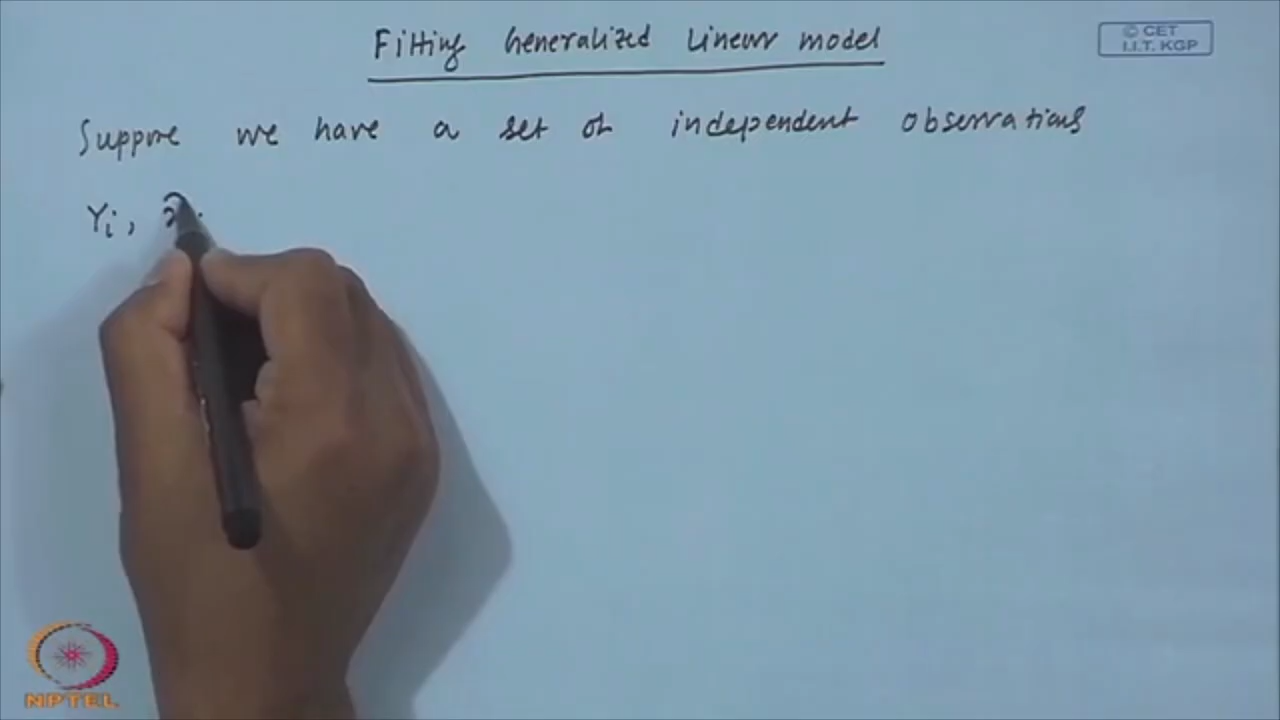 Fitting Generalized Linear model
© CET
I.I.T. KGP
Suppose we have a set of independent observations
Yi,
NPTEL